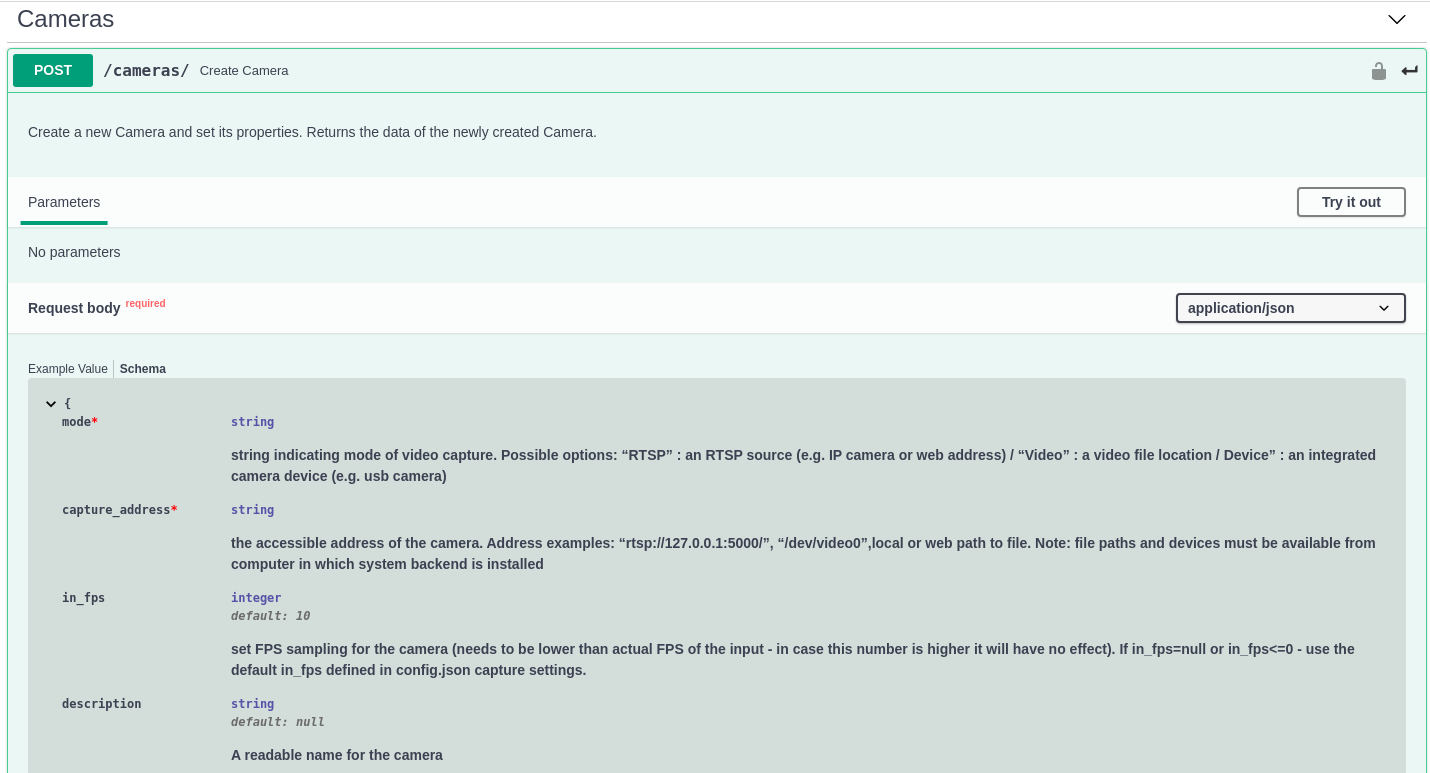 Cameras
POST /cameras/ Create Camera
Create a new Camera and set its properties. Returns the data of the newly created Camera.
Parameters
Try it out
No parameters
Request body required
application/json
Example Value Schema
{
mode* string
string indicating mode of video capture. Possible options: “RTSP” : an RTSP source (e.g. IP camera or web address) / “Video” : a video file location / Device” : an integrated
camera device (e.g. usb camera)
capture_address* string
the accessible address of the camera. Address examples: “rtsp://127.0.0.1:5000/”, “/dev/video0”,local or web path to file. Note: file paths and devices must be available from
computer in which system backend is installed
in_fps integer
default: 10
set FPS sampling for the camera (needs to be lower than actual FPS of the input - in case this number is higher it will have no effect). If in_fps=null or in_fps<=0 - use the
default in_fps defined in config.json capture settings.
description string
default: null
A readable name for the camera